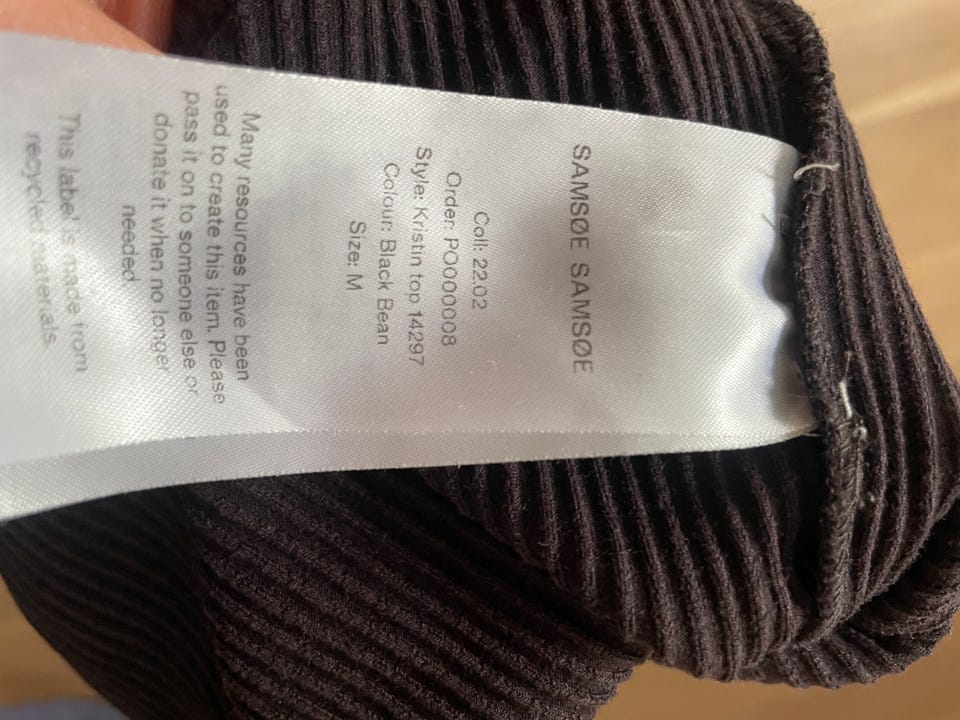 SAMSØE SAMSØE
Coll: 22.02
Order: PO000008
Style: Kristin top 14297
Colour: Black Bean
Size: M
Many resources have been
used to create this item. Please
pass it on to someone else or
donate it when no longer
needed
This label is made from
recycled materials.